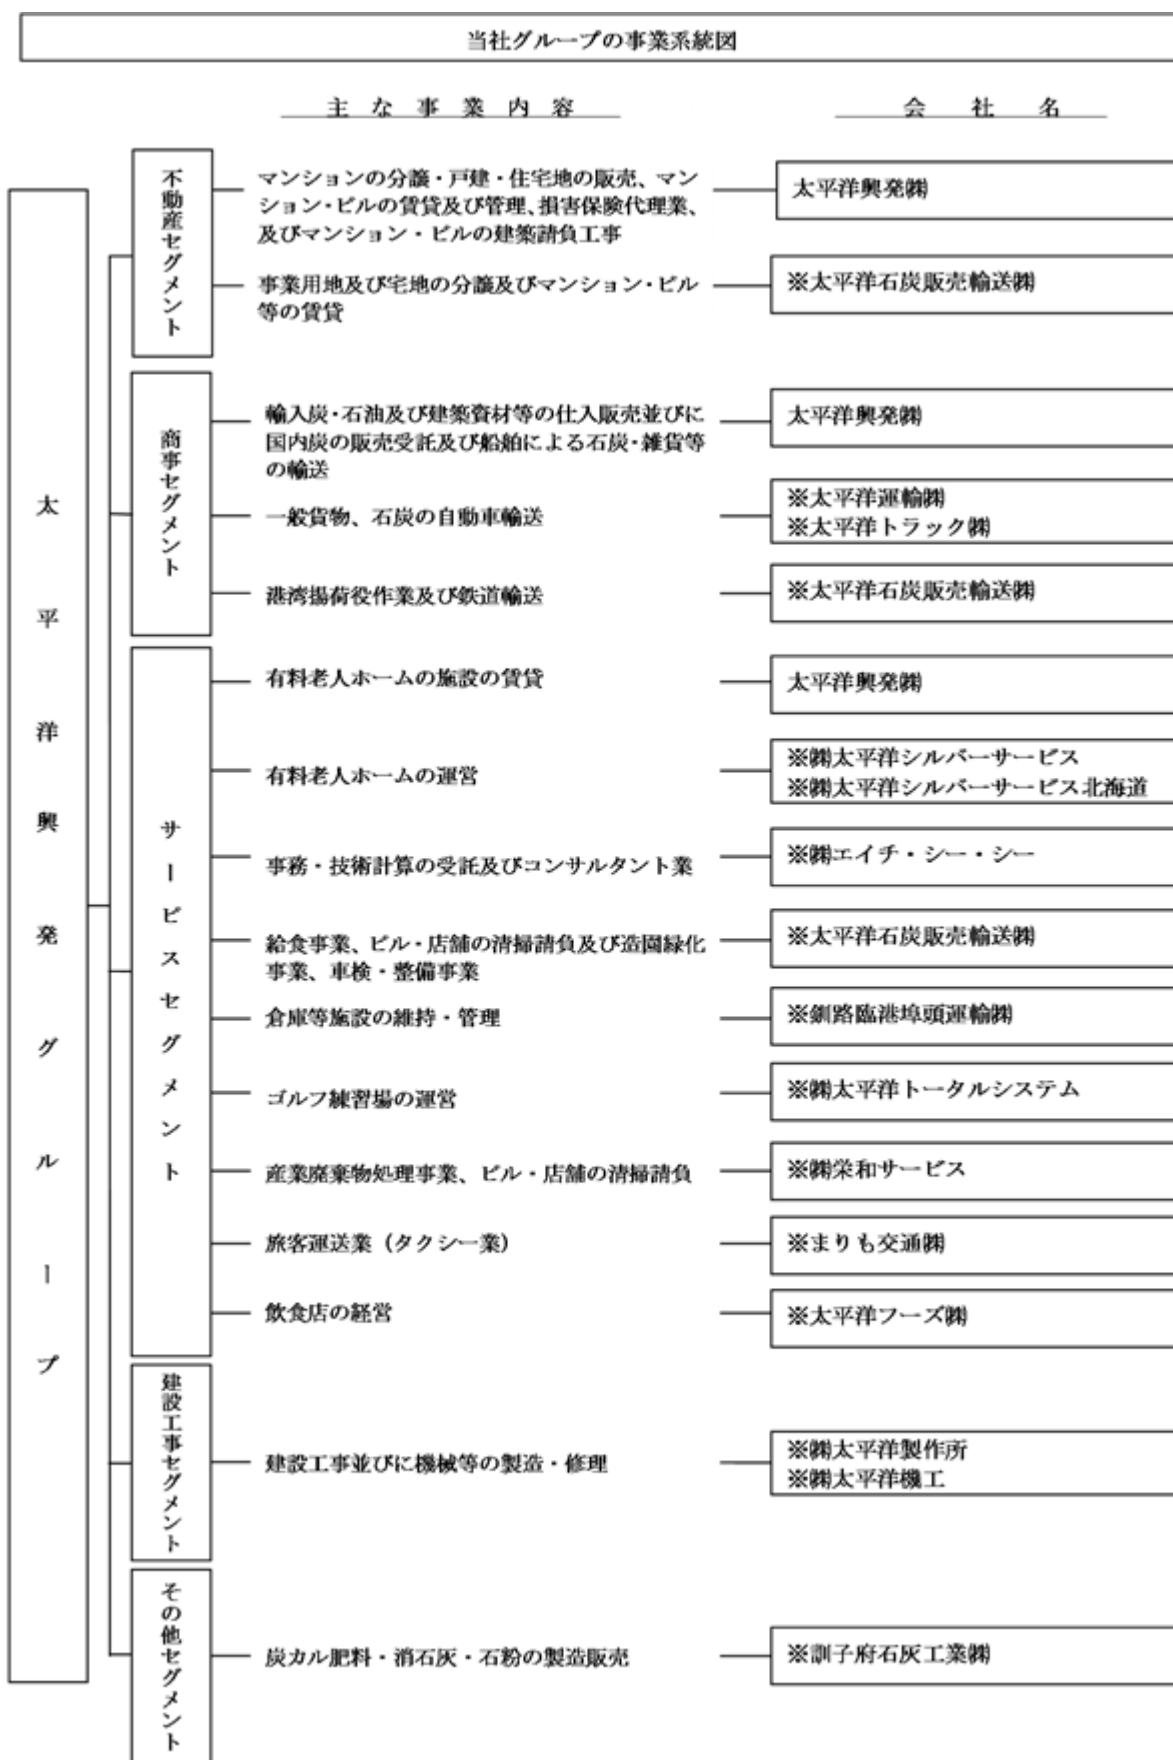 当社グループの事業系統図
主な事業内容
会社名
太平洋興発グループ
不動産セグメント
マンションの分譲・戸建・住宅地の販売、マン
ション・ビルの賃貸及び管理、損害保険代理業、
及びマンション・ビルの建築請負工事
太平洋興発㈱
事業用地及び宅地の分譲及びマンション・ビル
等の賃貸
※太平洋石炭販売輸送㈱
商事セグメント
輸入炭・石油及び建築資材等の仕入販売並びに
国内炭の販売受託及び船舶による石炭・雑貨等
の輸送
太平洋興発㈱
一般貨物、石炭の自動車輸送
※太平洋運輸㈱
※太平洋トラック㈱
港湾揚荷役作業及び鉄道輸送
※太平洋石炭販売輸送㈱
サービスセグメント
有料老人ホームの施設の賃貸
太平洋興発㈱
有料老人ホームの運営
※㈱太平洋シルバーサービス
※㈱太平洋シルバーサービス北海道
事務・技術計算の受託及びコンサルタント業
※㈱エイチ・シー・シー
給食事業、ビル・店舗の清掃請負及び造園緑化
事業、車検・整備事業
※太平洋石炭販売輸送㈱
倉庫等施設の維持・管理
※釧路臨港埠頭運輸㈱
ゴルフ練習場の運営
※㈱太平洋トータルシステム
産業廃棄物処理事業、ビル・店舗の清掃請負
※㈱栄和サービス
旅客運送業（タクシー業）
※まりも交通㈱
飲食店の経営
※太平洋フーズ㈱
建設工事セグメント
建設工事並びに機械等の製造・修理
※㈱太平洋製作所
※㈱太平洋機工
その他セグメント
炭カル肥料・消石灰・石粉の製造販売
※訓子府石灰工業㈱